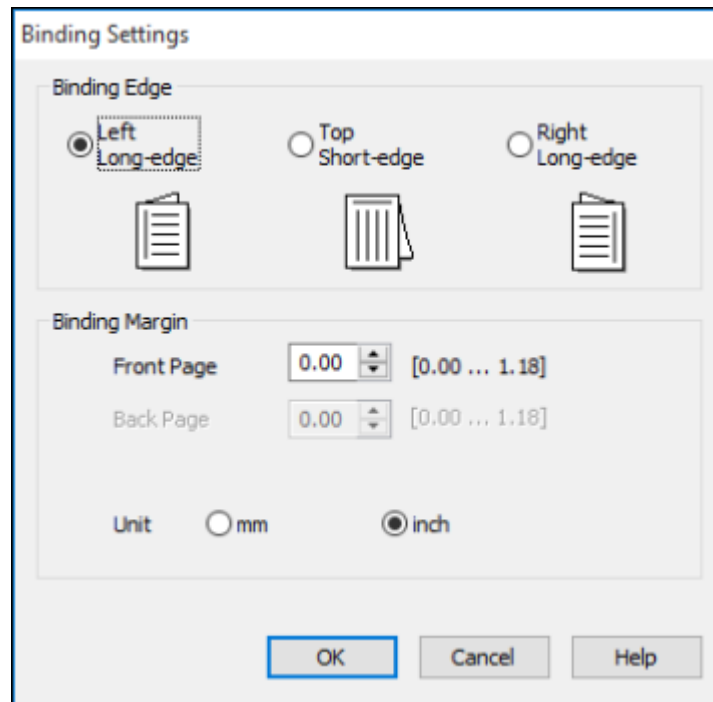 Binding Settings
Binding Edge
Left
Long-edge
Top
Short-edge
Right
Long-edge
Binding Margin
Front Page 0.00 [0.00 ... 1.18]
Back Page 0.00 [0.00 ... 1.18]
Unit mm inch
OK Cancel Help